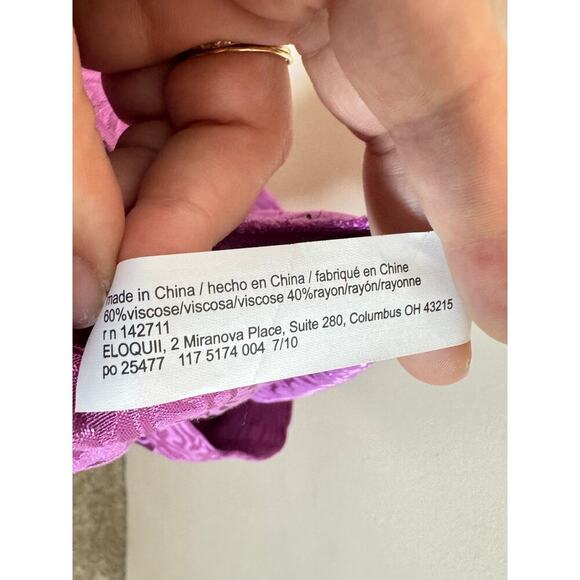 made in China / hecho en China / fabriqué en Chine
60%viscose/viscosa/viscose 40%rayon/rayón/rayonne
r n 142711
ELOQUII, 2 Miranova Place, Suite 280, Columbus OH 43215
po 25477 117 5174 004 7/10